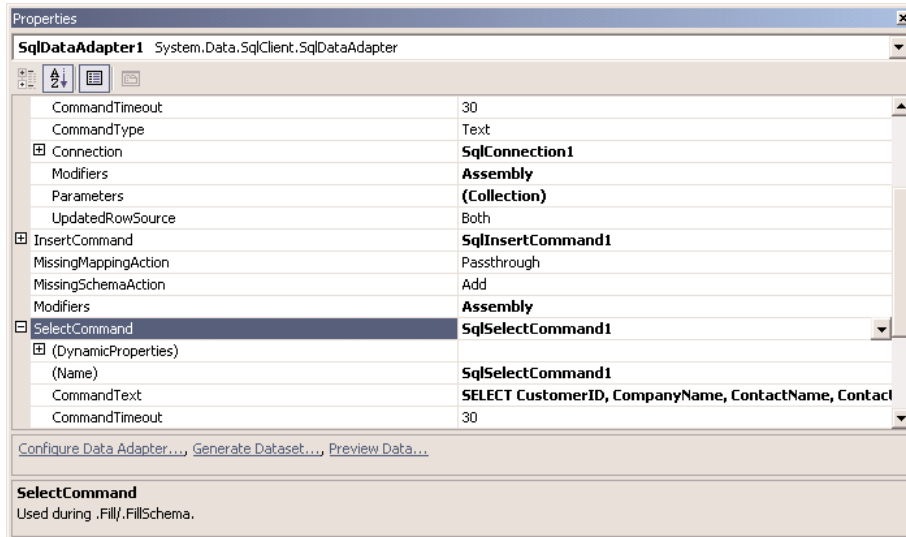 Properties
SqlDataAdapter1 System.Data.SqlClient.SqlDataAdapter
CommandTimeout 30
CommandType Text
Connection SqlConnection1
Modifiers Assembly
Parameters (Collection)
UpdatedRowSource Both
InsertCommand SqlInsertCommand1
MissingMappingAction Passthrough
MissingSchemaAction Add
Modifiers Assembly
SelectCommand SqlSelectCommand1
(DynamicProperties)
(Name) SqlSelectCommand1
CommandText SELECT CustomerID, CompanyName, ContactName, Contact
CommandTimeout 30
Configure Data Adapter..., Generate Dataset..., Preview Data...
SelectCommand
Used during .Fill/.FillSchema.